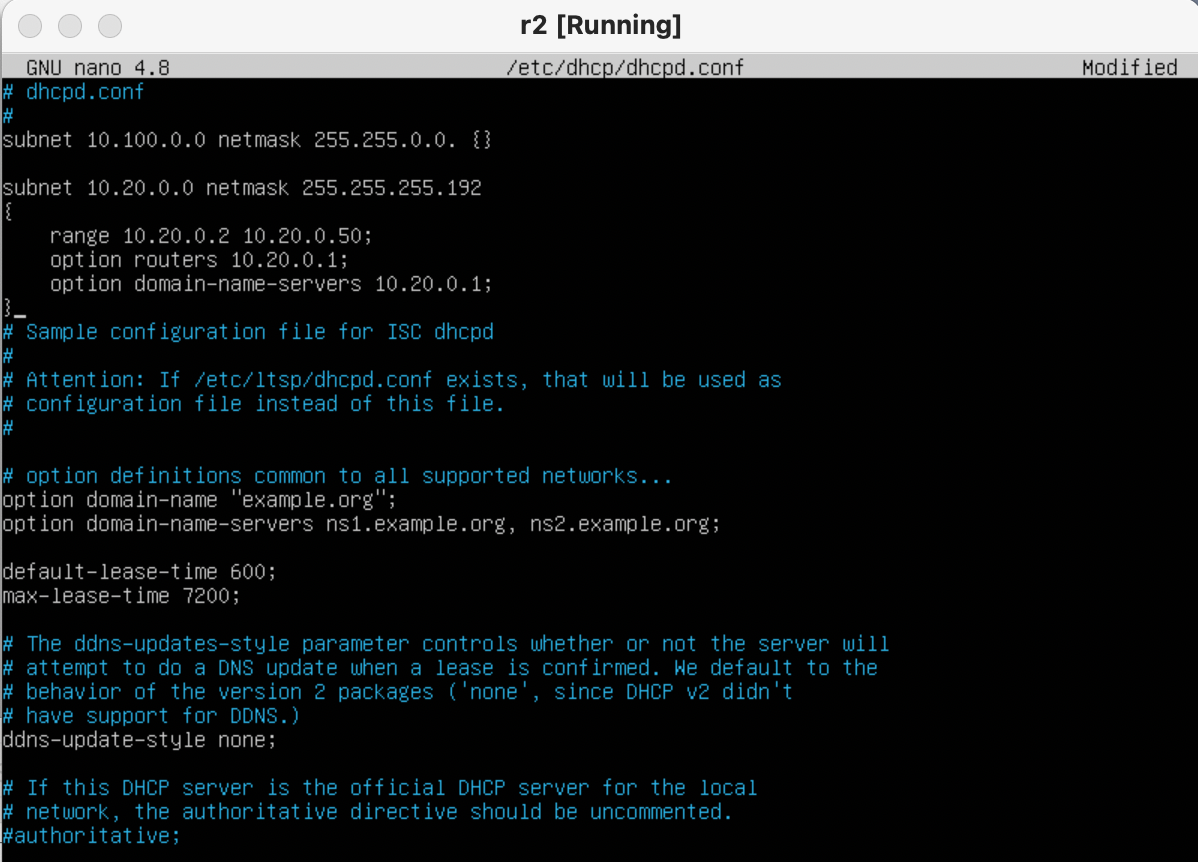 r2 [Running]
GNU nano 4.8 /etc/dhcp/dhcpd.conf Modified
# dhcpd.conf
#
subnet 10.100.0.0 netmask 255.255.0.0. {}
subnet 10.20.0.0 netmask 255.255.255.192
{
    range 10.20.0.2 10.20.0.50;
    option routers 10.20.0.1;
    option domain-name-servers 10.20.0.1;
}_
# Sample configuration file for ISC dhcpd
#
# Attention: If /etc/ltsp/dhcpd.conf exists, that will be used as
# configuration file instead of this file.
#
# option definitions common to all supported networks...
option domain-name "example.org";
option domain-name-servers ns1.example.org, ns2.example.org;
default-lease-time 600;
max-lease-time 7200;
# The ddns-updates-style parameter controls whether or not the server will
# attempt to do a DNS update when a lease is confirmed. We default to the
# behavior of the version 2 packages ('none', since DHCP v2 didn't
# have support for DDNS.)
ddns-update-style none;
# If this DHCP server is the official DHCP server for the local
# network, the authoritative directive should be uncommented.
#authoritative;